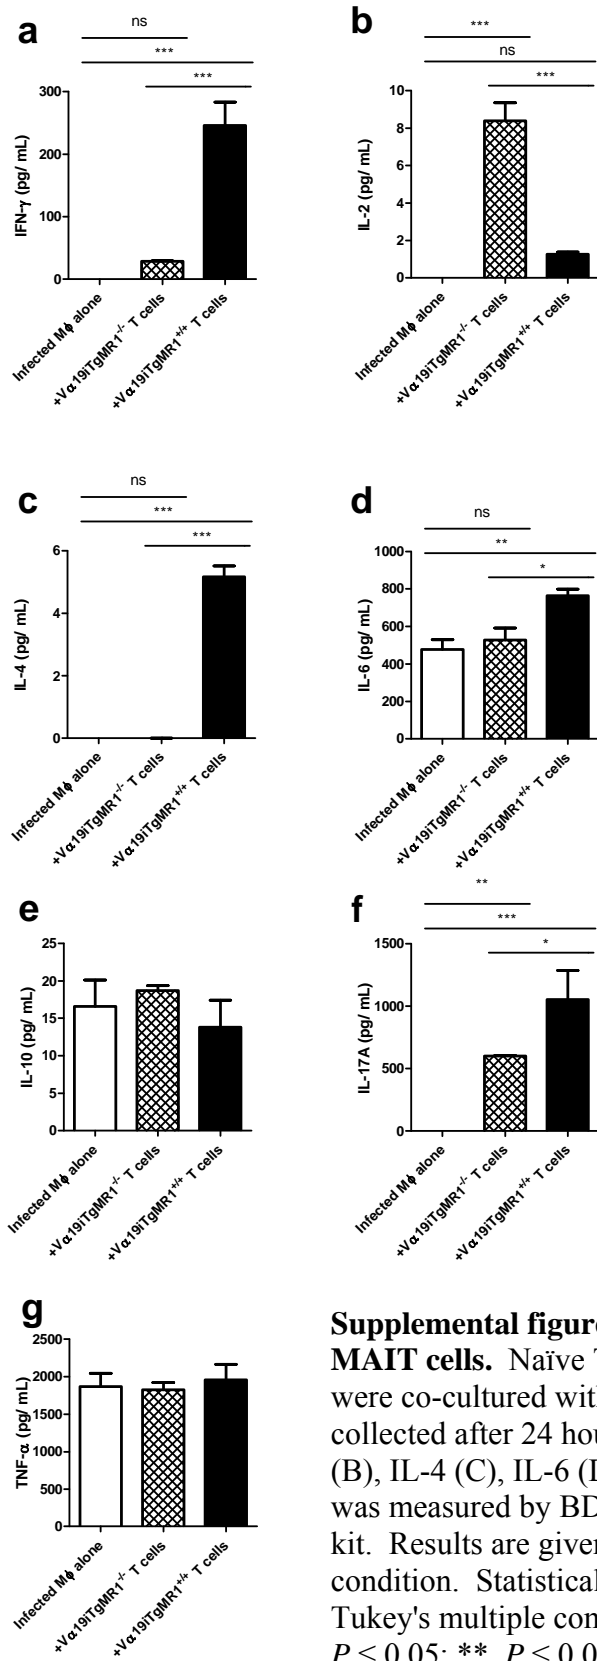 a
ns
***
***
300
200
100
0
IFN-γ (pg/ mL)
Infected Mϕ alone
+Vα19iTgMR1-/- T cells
+Vα19iTgMR1+/+ T cells
b
***
ns
***
10
8
6
4
2
0
IL-2 (pg/ mL)
Infected Mϕ alone
+Vα19iTgMR1-/- T cells
+Vα19iTgMR1+/+ T cells
c
ns
***
***
6
4
2
0
IL-4 (pg/ mL)
Infected Mϕ alone
+Vα19iTgMR1-/- T cells
+Vα19iTgMR1+/+ T cells
d
ns
**
*
1000
800
600
400
200
0
IL-6 (pg/ mL)
Infected Mϕ alone
+Vα19iTgMR1-/- T cells
+Vα19iTgMR1+/+ T cells
e
25
20
15
10
5
0
IL-10 (pg/ mL)
Infected Mϕ alone
+Vα19iTgMR1-/- T cells
+Vα19iTgMR1+/+ T cells
f
**
***
*
1500
1000
500
0
IL-17A (pg/ mL)
Infected Mϕ alone
+Vα19iTgMR1-/- T cells
+Vα19iTgMR1+/+ T cells
g
2500
2000
1500
1000
500
0
TNF-α (pg/ mL)
Infected Mϕ alone
+Vα19iTgMR1-/- T cells
+Vα19iTgMR1+/+ T cells
Supplemental figure
MAIT cells. Naïve T
were co-cultured with
collected after 24 hou
(B), IL-4 (C), IL-6 (D
was measured by BD
kit. Results are given
condition. Statistical
Tukey's multiple con